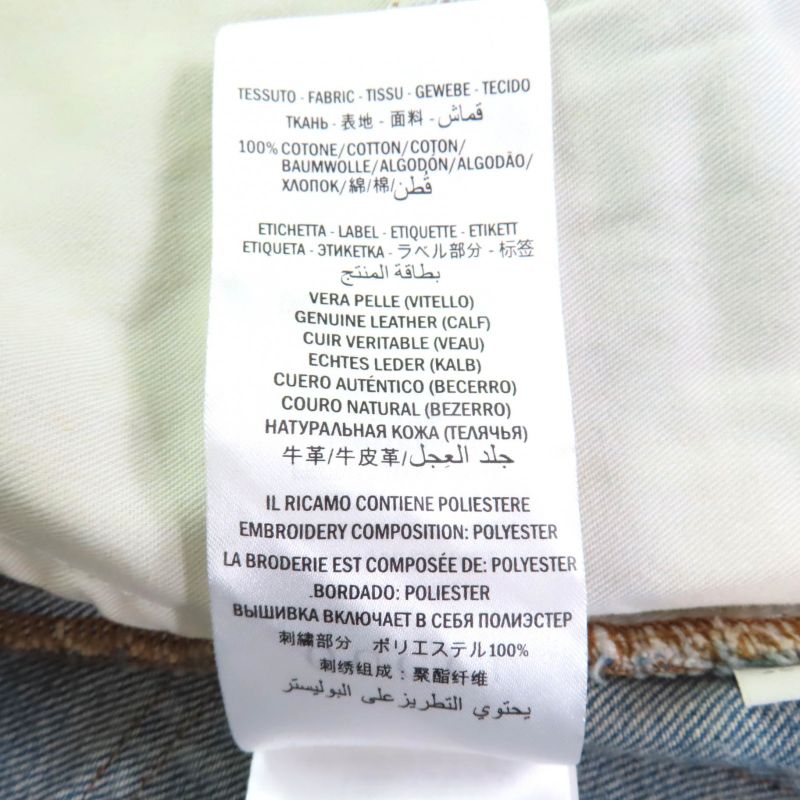 TESSUTO - FABRIC - TISSU - GEWEBE - TECIDO
ТКАНЬ - 表地 - 面料 - قماش
100% COTONE/COTTON/COTON/
BAUMWOLLE/ALGODÓN/ALGODÃO/
ХЛОПОК/綿/棉/قُطن
ETICHETTA - LABEL - ETIQUETTE - ETIKETT
ETIQUETA - ЭТИКЕТКА - ラベル部分 - 标签
بطاقة المنتج
VERA PELLE (VITELLO)
GENUINE LEATHER (CALF)
CUIR VERITABLE (VEAU)
ECHTES LEDER (KALB)
CUERO AUTÉNTICO (BECERRO)
COURO NATURAL (BEZERRO)
НАТУРАЛЬНАЯ КОЖА (ТЕЛЯЧЬЯ)
牛革/牛皮革/جلد العِجل
IL RICAMO CONTIENE POLIESTERE
EMBROIDERY COMPOSITION: POLYESTER
LA BRODERIE EST COMPOSÉE DE: POLYESTER
.BORDADO: POLIESTER
ВЫШИВКА ВКЛЮЧАЕТ В СЕБЯ ПОЛИЭСТЕР
刺繍部分 ポリエステル100%
刺绣组成：聚酯纤维
يحتوي التطريز على البوليستر